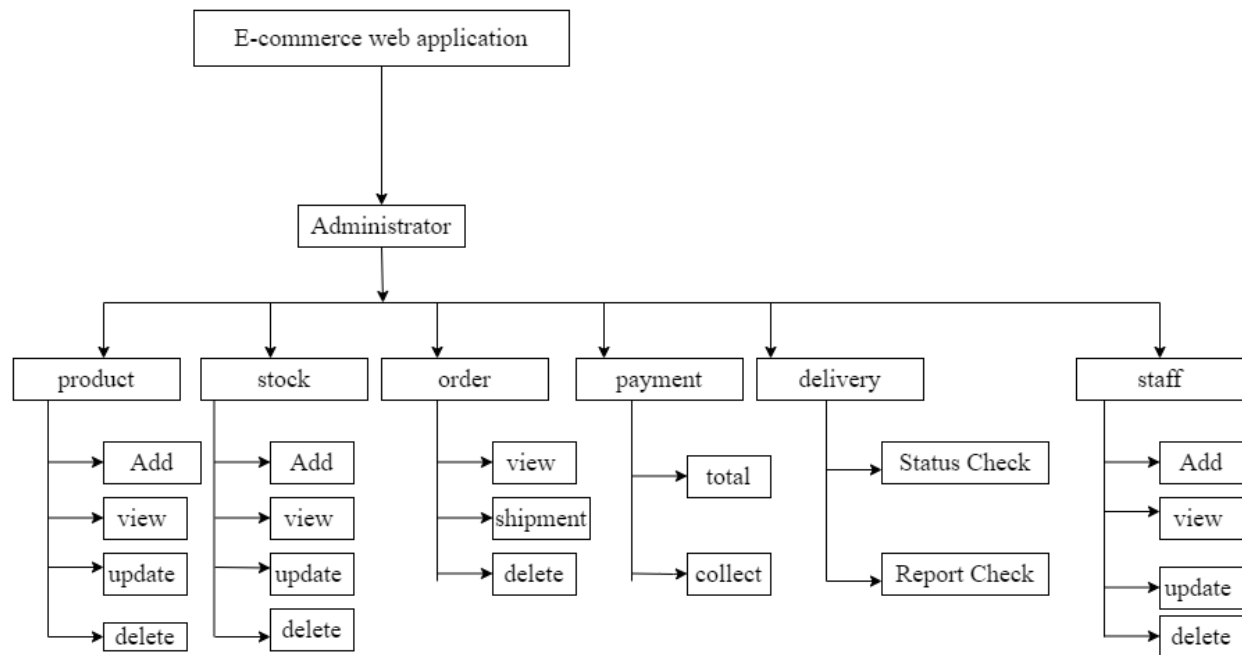 E-commerce web application
Administrator
product
stock
order
payment
delivery
staff
Add
view
update
delete
Add
view
update
delete
view
shipment
delete
total
collect
Status Check
Report Check
Add
view
update
delete